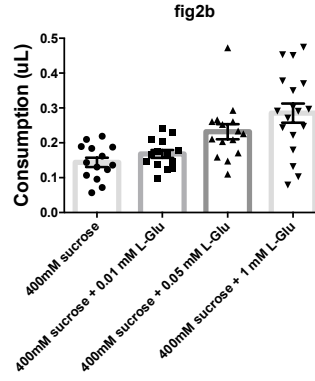 fig2b
Consumption (uL)
0.5
0.4
0.3
0.2
0.1
0.0
400mM sucrose
400mM sucrose + 0.01 mM L-Glu
400mM sucrose + 0.05 mM L-Glu
400mM sucrose + 1 mM L-Glu